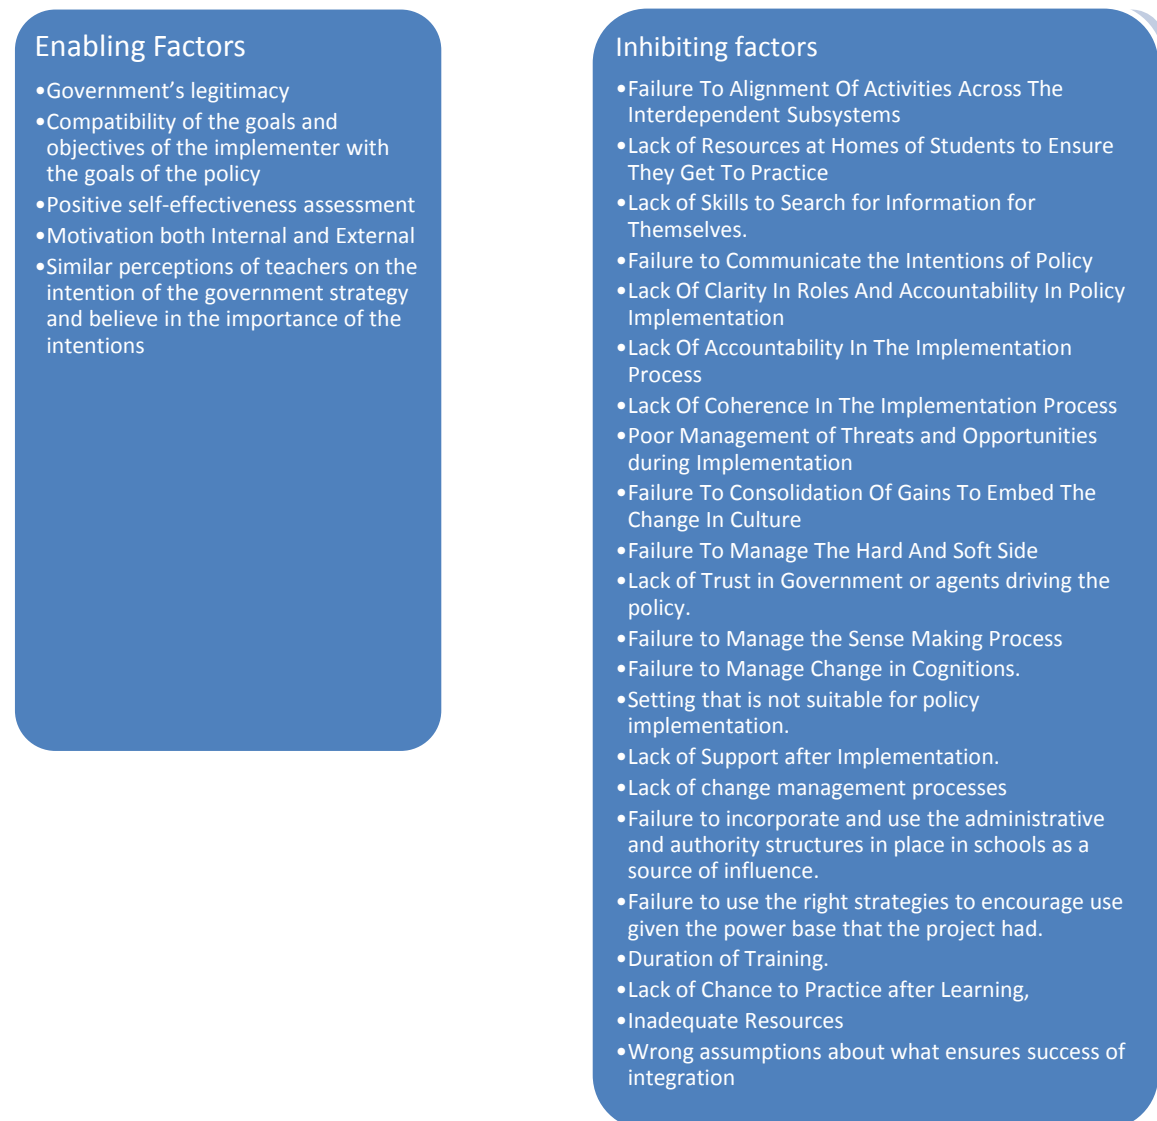 Enabling Factors
•Government’s legitimacy
•Compatibility of the goals and
objectives of the implementer with
the goals of the policy
•Positive self-effectiveness assessment
•Motivation both Internal and External
•Similar perceptions of teachers on the
intention of the government strategy
and believe in the importance of the
intentions
Inhibiting factors
•Failure To Alignment Of Activities Across The
Interdependent Subsystems
•Lack of Resources at Homes of Students to Ensure
They Get To Practice
•Lack of Skills to Search for Information for
Themselves.
•Failure to Communicate the Intentions of Policy
•Lack Of Clarity In Roles And Accountability In Policy
Implementation
•Lack Of Accountability In The Implementation
Process
•Lack Of Coherence In The Implementation Process
•Poor Management of Threats and Opportunities
during Implementation
•Failure To Consolidation Of Gains To Embed The
Change In Culture
•Failure To Manage The Hard And Soft Side
•Lack of Trust in Government or agents driving the
policy.
•Failure to Manage the Sense Making Process
•Failure to Manage Change in Cognitions.
•Setting that is not suitable for policy
implementation.
•Lack of Support after Implementation.
•Lack of change management processes
•Failure to incorporate and use the administrative
and authority structures in place in schools as a
source of influence.
•Failure to use the right strategies to encourage use
given the power base that the project had.
•Duration of Training.
•Lack of Chance to Practice after Learning,
•Inadequate Resources
•Wrong assumptions about what ensures success of
integration